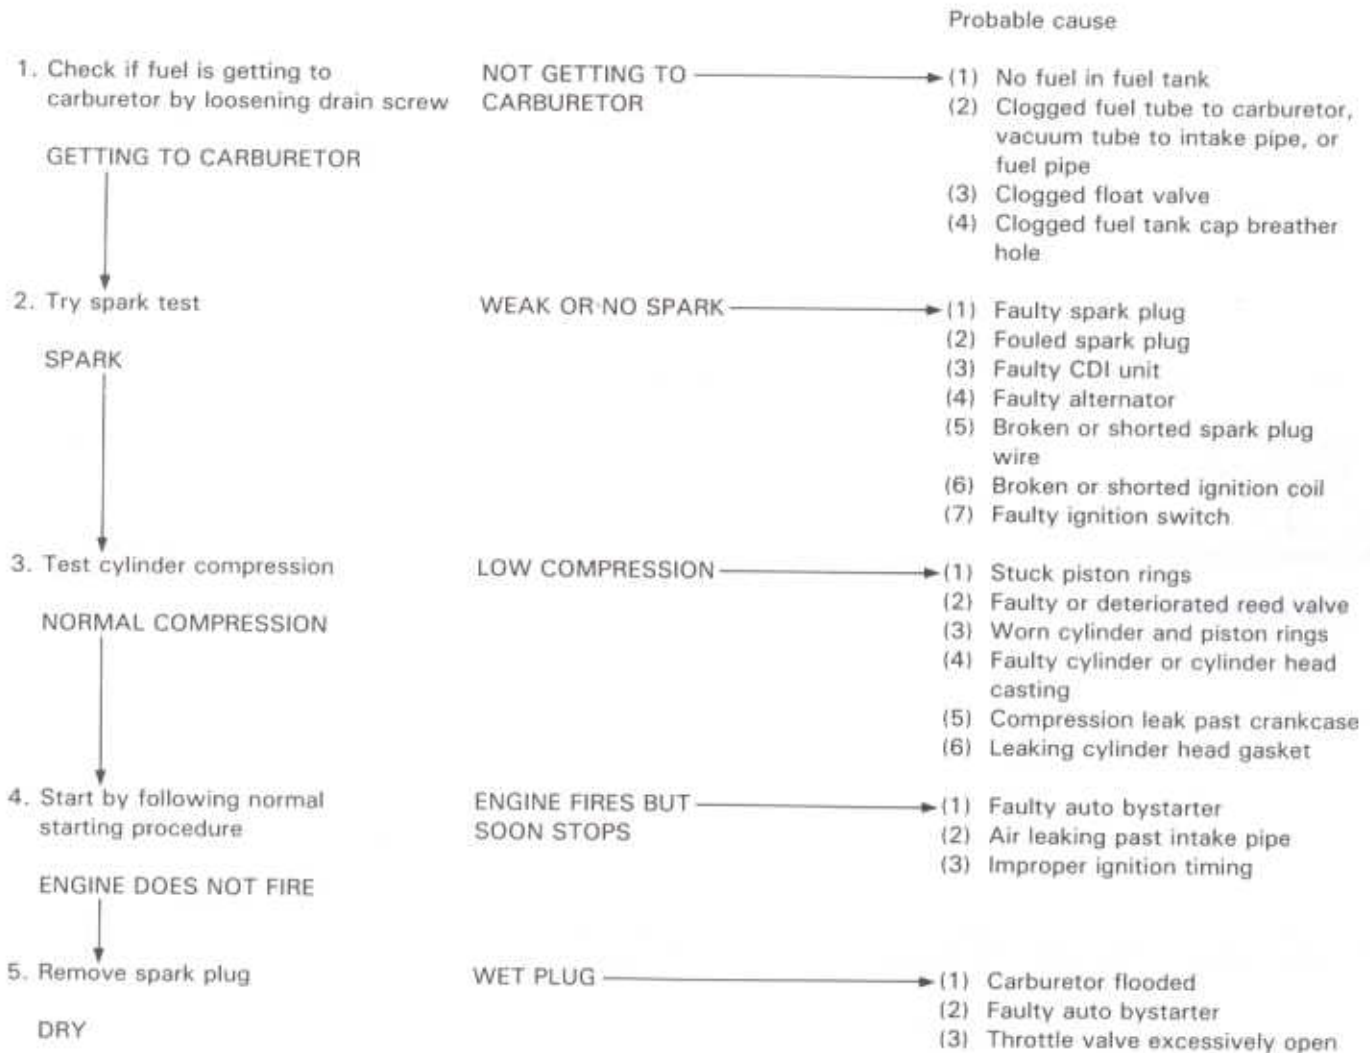 Probable cause
1. Check if fuel is getting to
carburetor by loosening drain screw
NOT GETTING TO
CARBURETOR
(1) No fuel in fuel tank
(2) Clogged fuel tube to carburetor,
vacuum tube to intake pipe, or
fuel pipe
(3) Clogged float valve
(4) Clogged fuel tank cap breather
hole
GETTING TO CARBURETOR
2. Try spark test
WEAK OR NO SPARK
(1) Faulty spark plug
(2) Fouled spark plug
(3) Faulty CDI unit
(4) Faulty alternator
(5) Broken or shorted spark plug
wire
(6) Broken or shorted ignition coil
(7) Faulty ignition switch
SPARK
3. Test cylinder compression
LOW COMPRESSION
(1) Stuck piston rings
(2) Faulty or deteriorated reed valve
(3) Worn cylinder and piston rings
(4) Faulty cylinder or cylinder head
casting
(5) Compression leak past crankcase
(6) Leaking cylinder head gasket
NORMAL COMPRESSION
4. Start by following normal
starting procedure
ENGINE FIRES BUT
SOON STOPS
(1) Faulty auto bystarter
(2) Air leaking past intake pipe
(3) Improper ignition timing
ENGINE DOES NOT FIRE
5. Remove spark plug
WET PLUG
(1) Carburetor flooded
(2) Faulty auto bystarter
(3) Throttle valve excessively open
DRY